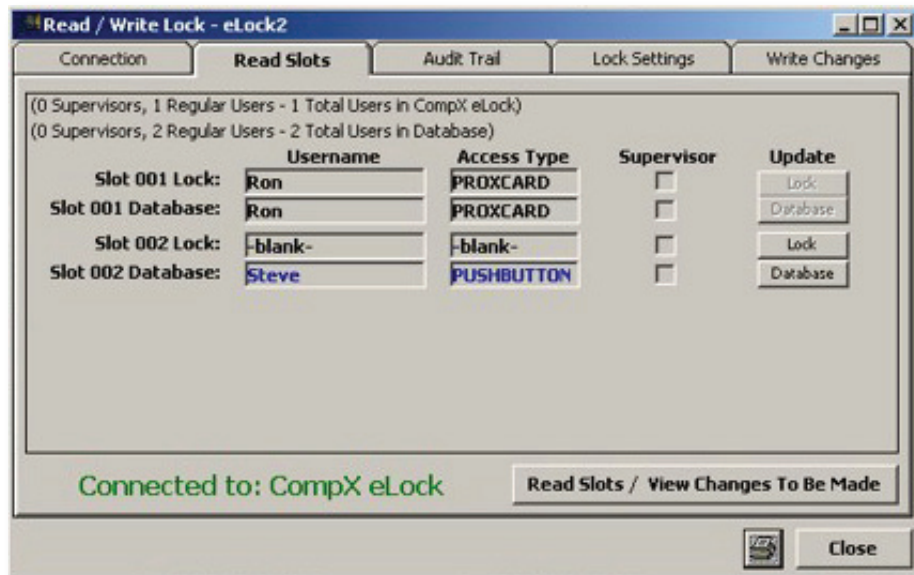 Read / Write Lock - eLock2
Connection Read Slots Audit Trail Lock Settings Write Changes
(0 Supervisors, 1 Regular Users - 1 Total Users in CompX eLock)
(0 Supervisors, 2 Regular Users - 2 Total Users in Database)
Username Access Type Supervisor Update
Slot 001 Lock: Ron PROXCARD Lock
Slot 001 Database: Ron PROXCARD Database
Slot 002 Lock: -blank- -blank- Lock
Slot 002 Database: Steve PUSHBUTTON Database
Connected to: CompX eLock Read Slots / View Changes To Be Made
Close